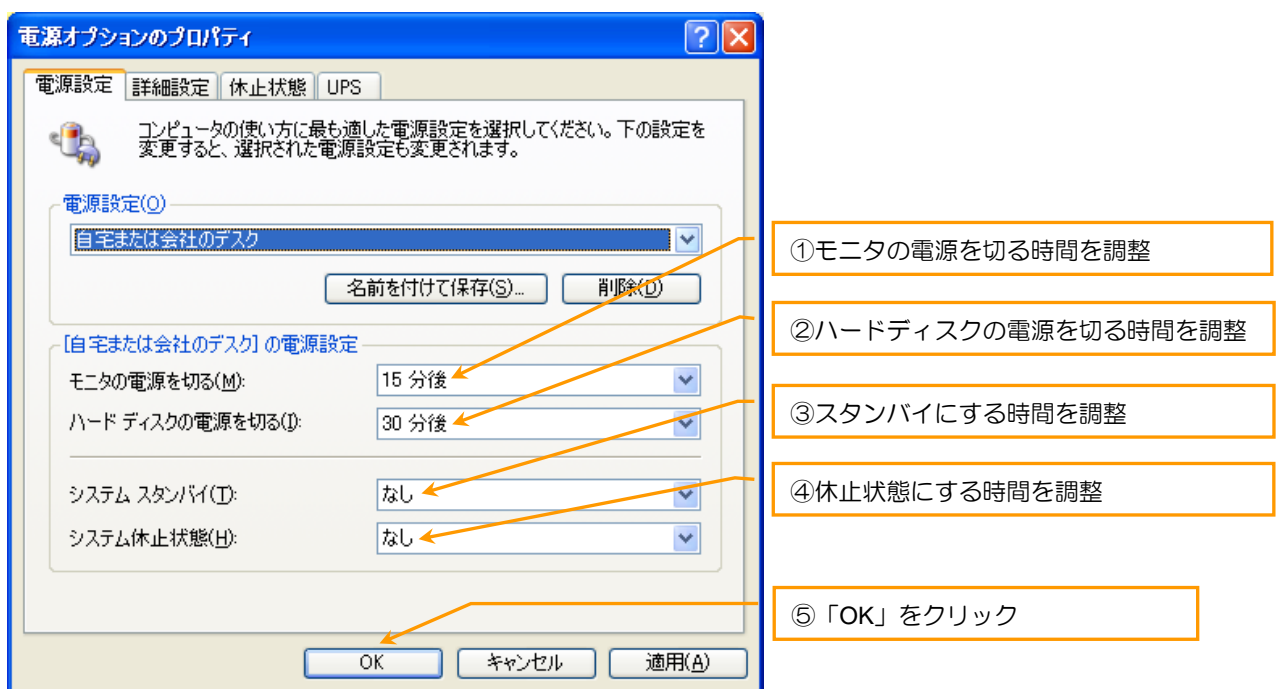 電源オプションのプロパティ
電源設定 詳細設定 休止状態 UPS
コンピュータの使い方に最も適した電源設定を選択してください。下の設定を
変更すると、選択された電源設定も変更されます。
電源設定(O)
自宅または会社のデスク
名前を付けて保存(S)... 削除(D)
[自宅または会社のデスク] の電源設定
モニタの電源を切る(M): 15 分後
ハード ディスクの電源を切る(I): 30 分後
システム スタンバイ(T): なし
システム休止状態(H): なし
OK キャンセル 適用(A)
①モニタの電源を切る時間を調整
②ハードディスクの電源を切る時間を調整
③スタンバイにする時間を調整
④休止状態にする時間を調整
⑤「OK」をクリック